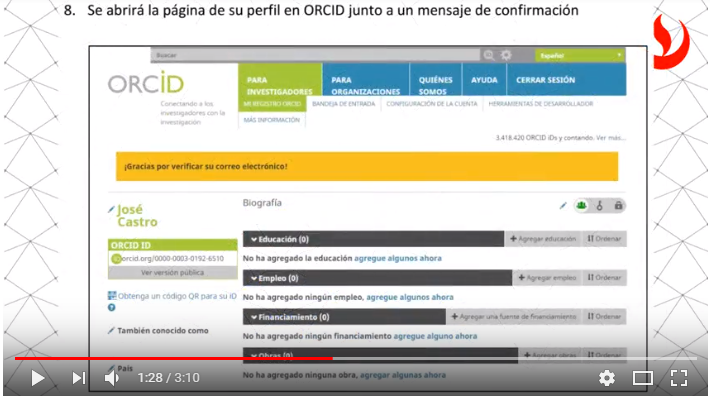 8. Se abrirá la página de su perfil en ORCID junto a un mensaje de confirmación
Buscar
Español
ORCID
Conectando a los
investigadores con la
investigación
PARA
INVESTIGADORES
PARA
ORGANIZACIONES
QUIÉNES
SOMOS
AYUDA
CERRAR SESIÓN
MI REGISTRO ORCID BANDEJA DE ENTRADA CONFIGURACIÓN DE LA CUENTA HERRAMIENTAS DE DESARROLLADOR
MÁS INFORMACIÓN
3.418.420 ORCID iDs y contando. Ver más...
¡Gracias por verificar su correo electrónico!
José
Castro
ORCID ID
iD orcid.org/0000-0003-0192-6510
Ver versión pública
Obtenga un código QR para su iD
?
También conocido como
País
Biografía
Educación (0) Agregar educación Ordenar
No ha agregado la educación agregue algunos ahora
Empleo (0) Agregar empleo Ordenar
No ha agregado ningún empleo, agregue algunos ahora
Financiamiento (0) Agregar una fuente de financiamiento Ordenar
No ha agregado ningún financiamiento agregue alguno ahora
Obras (0) Agregar obras Ordenar
No ha agregado ninguna obra, agregar algunas ahora
1:28 / 3:10